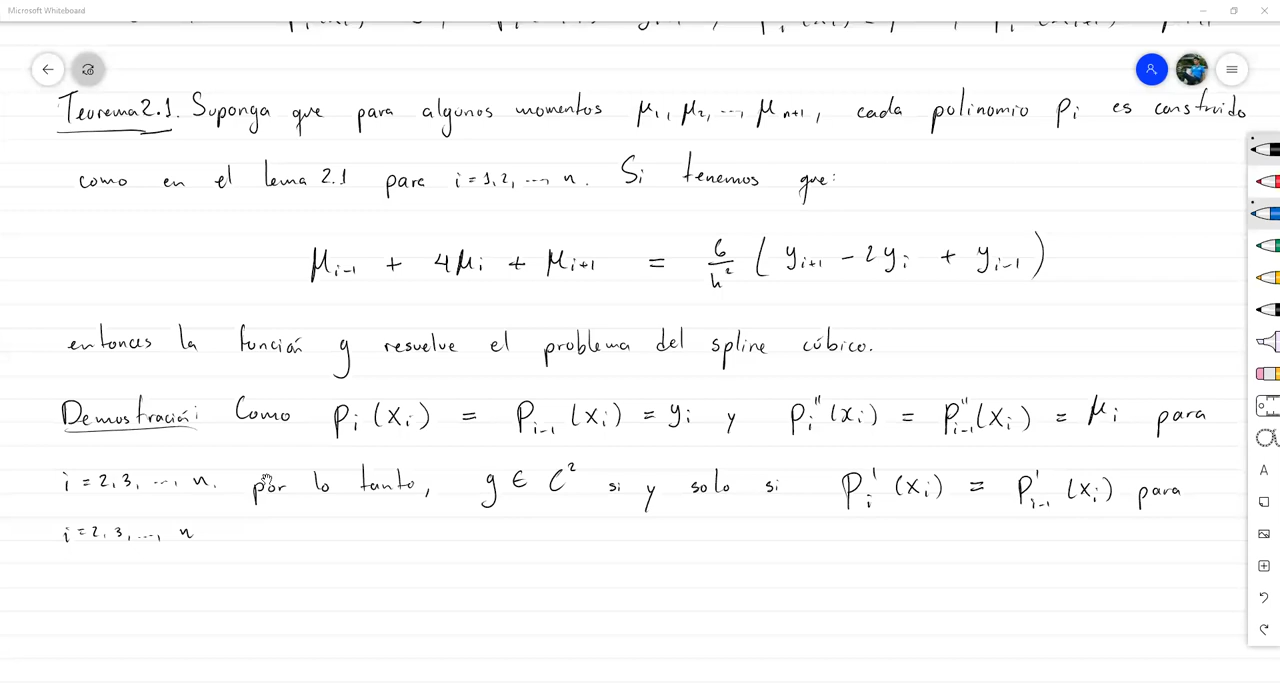 Microsoft Whiteboard
Teorema 2.1. Suponga que para algunos momentos μ₁, μ₂, ..., μₙ₊₁, cada polinomio pᵢ es construido
como en el lema 2.1 para i = 1, 2, ..., n. Si tenemos que:
μᵢ₋₁ + 4μᵢ + μᵢ₊₁ = 6/h² ( yᵢ₊₁ - 2yᵢ + yᵢ₋₁ )
entonces la función g resuelve el problema del spline cúbico.
Demostración: Como pᵢ(xᵢ) = pᵢ₋₁(xᵢ) = yᵢ y pᵢ''(xᵢ) = pᵢ₋₁''(xᵢ) = μᵢ para
i = 2, 3, ..., n. por lo tanto, g ∈ C² si y solo si pᵢ'(xᵢ) = pᵢ₋₁'(xᵢ) para
i = 2, 3, ..., n
A